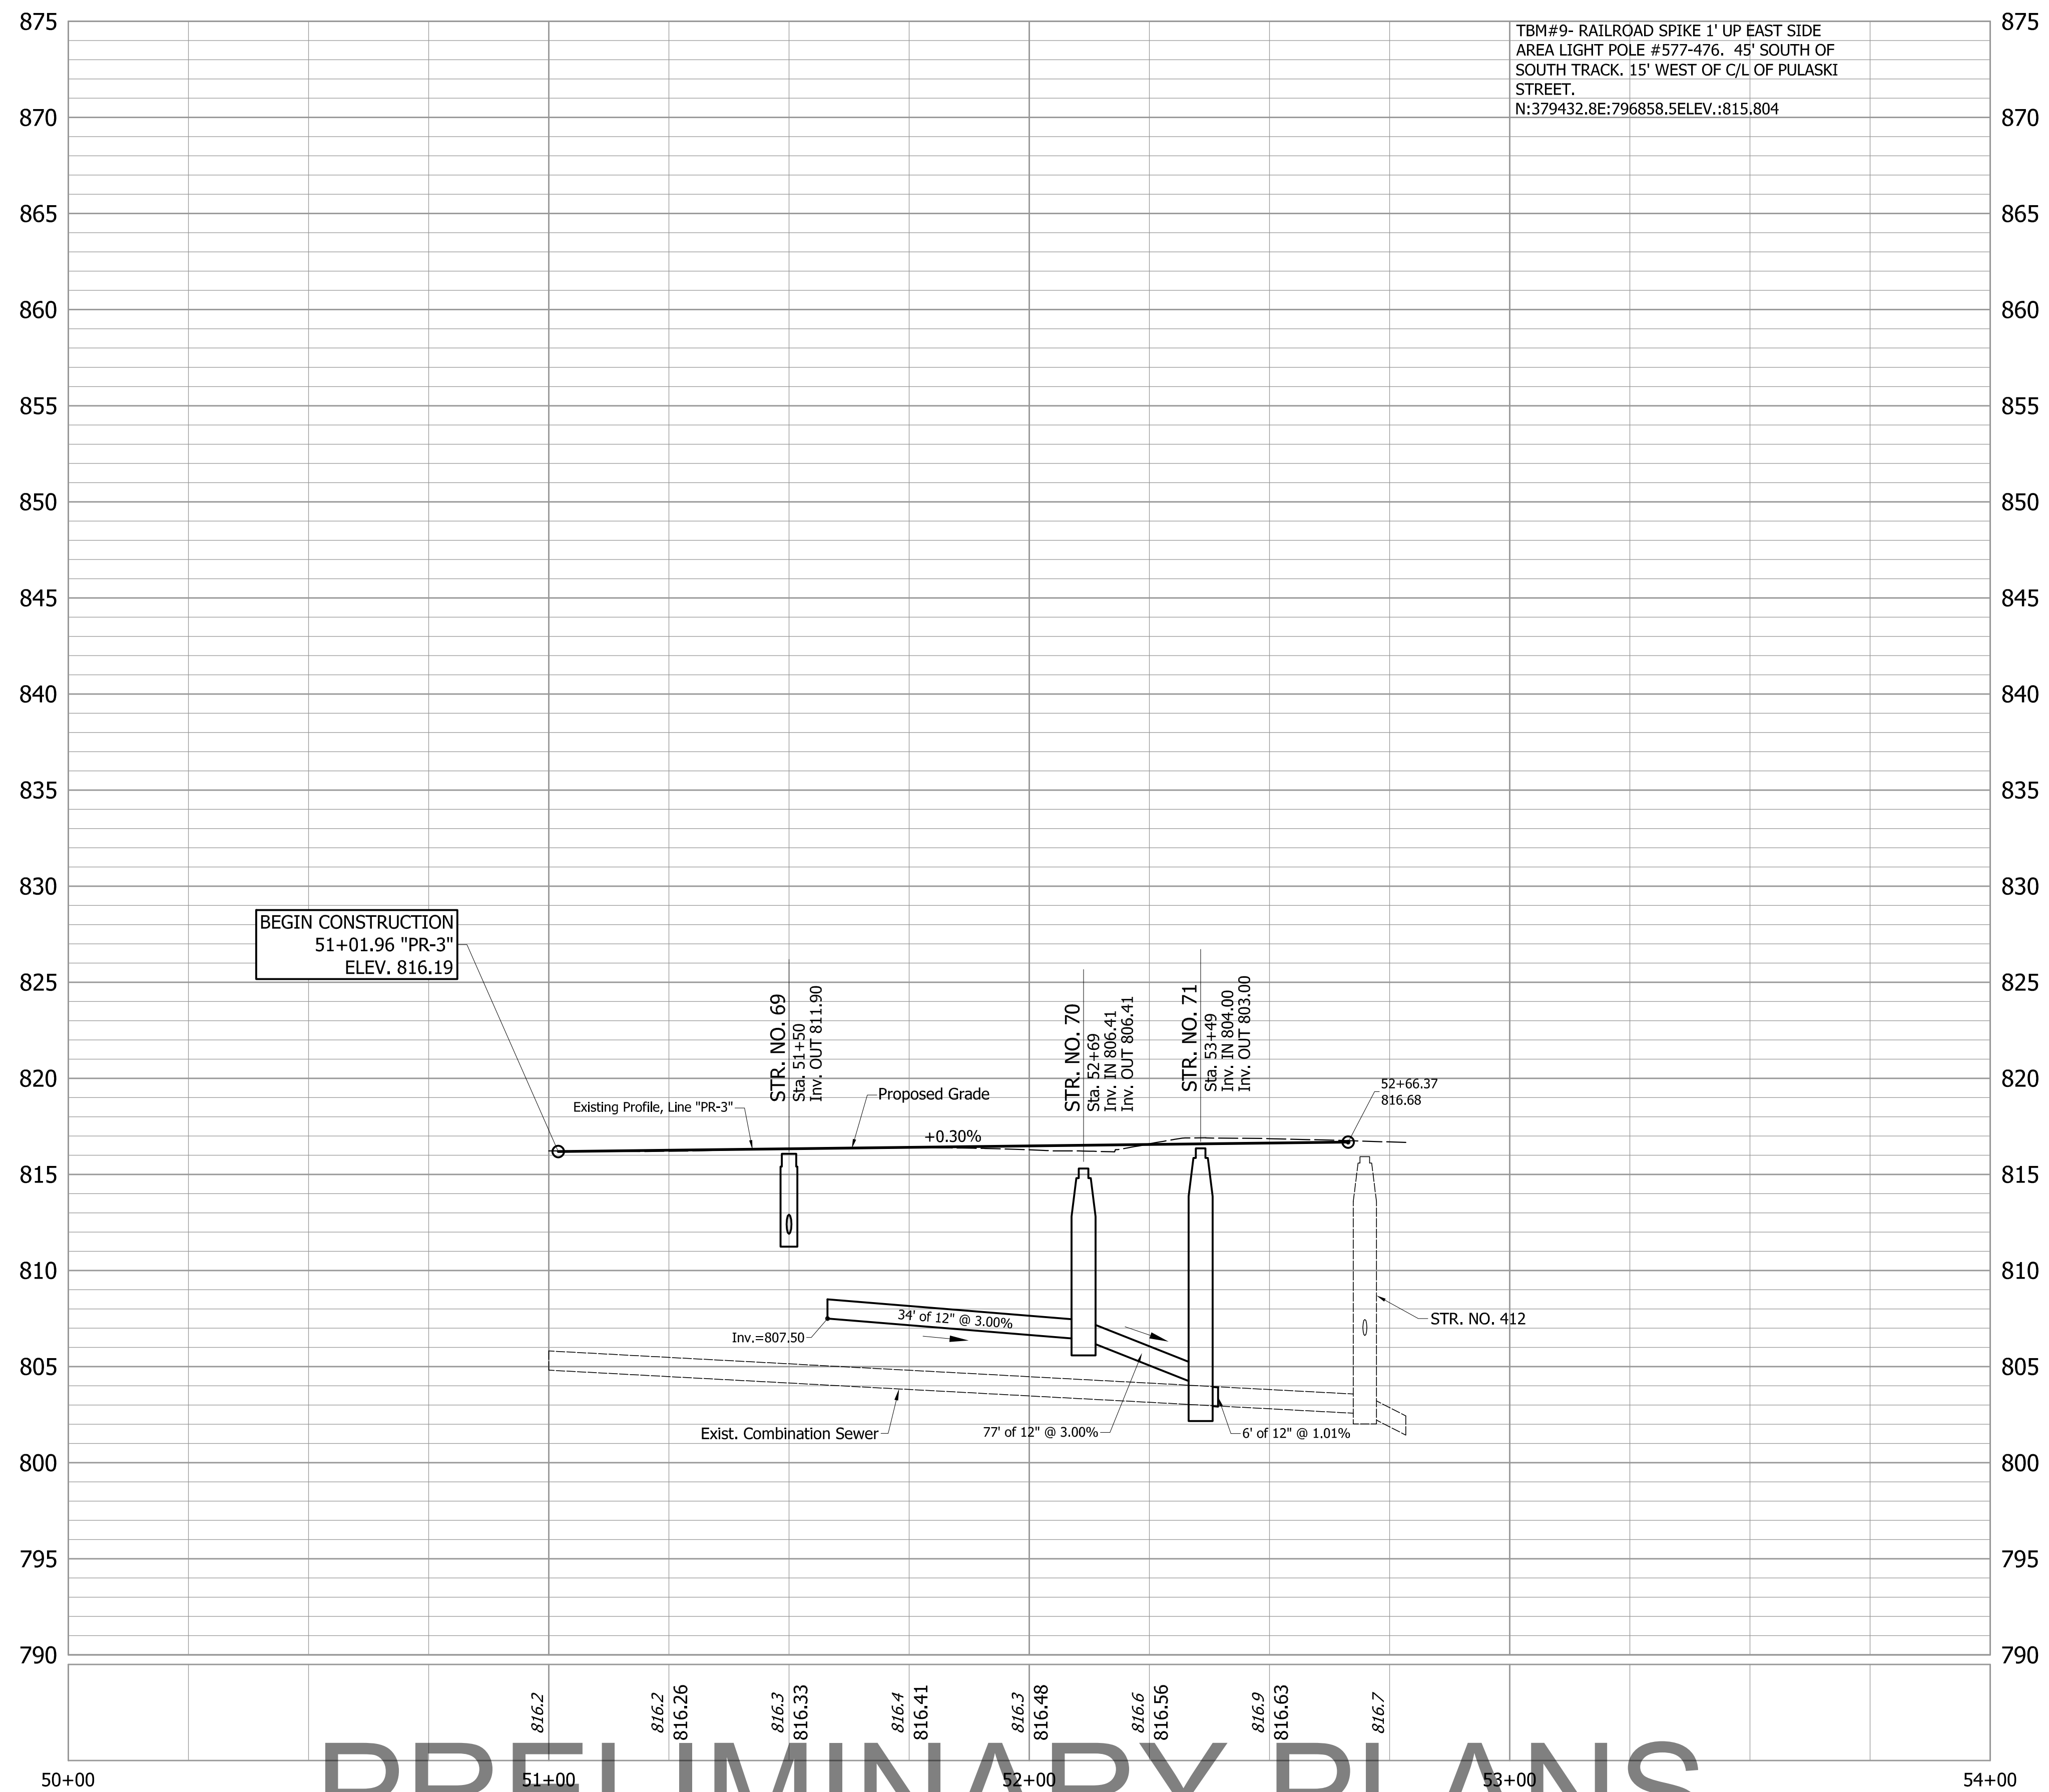 875
875
TBM#9- RAILROAD SPIKE 1' UP EAST SIDE
AREA LIGHT POLE #577-476.  45' SOUTH OF
SOUTH TRACK. 15' WEST OF C/L OF PULASKI
STREET.
N:379432.8E:796858.5ELEV.:815.804
870
870
865
865
860
860
855
855
850
850
845
845
840
840
835
835
830
830
BEGIN CONSTRUCTION
51+01.96 "PR-3"
ELEV. 816.19
825
825
STR. NO. 69
Sta. 51+50
Inv. OUT 811.90
STR. NO. 70
Sta. 52+69
Inv. IN 806.41
Inv. OUT 806.41
STR. NO. 71
Sta. 53+49
Inv. IN 804.00
Inv. OUT 803.00
820
820
52+66.37
816.68
Existing Profile, Line "PR-3"
Proposed Grade
+0.30%
815
815
810
810
34' of 12" @ 3.00%
Inv.=807.50
STR. NO. 412
805
805
Exist. Combination Sewer
77' of 12" @ 3.00%
6' of 12" @ 1.01%
800
800
795
795
790
790
816.2
816.2
816.26
816.3
816.33
816.4
816.41
816.3
816.48
816.6
816.56
816.9
816.63
816.7
PRELIMINARY PLANS
50+00
51+00
52+00
53+00
54+00